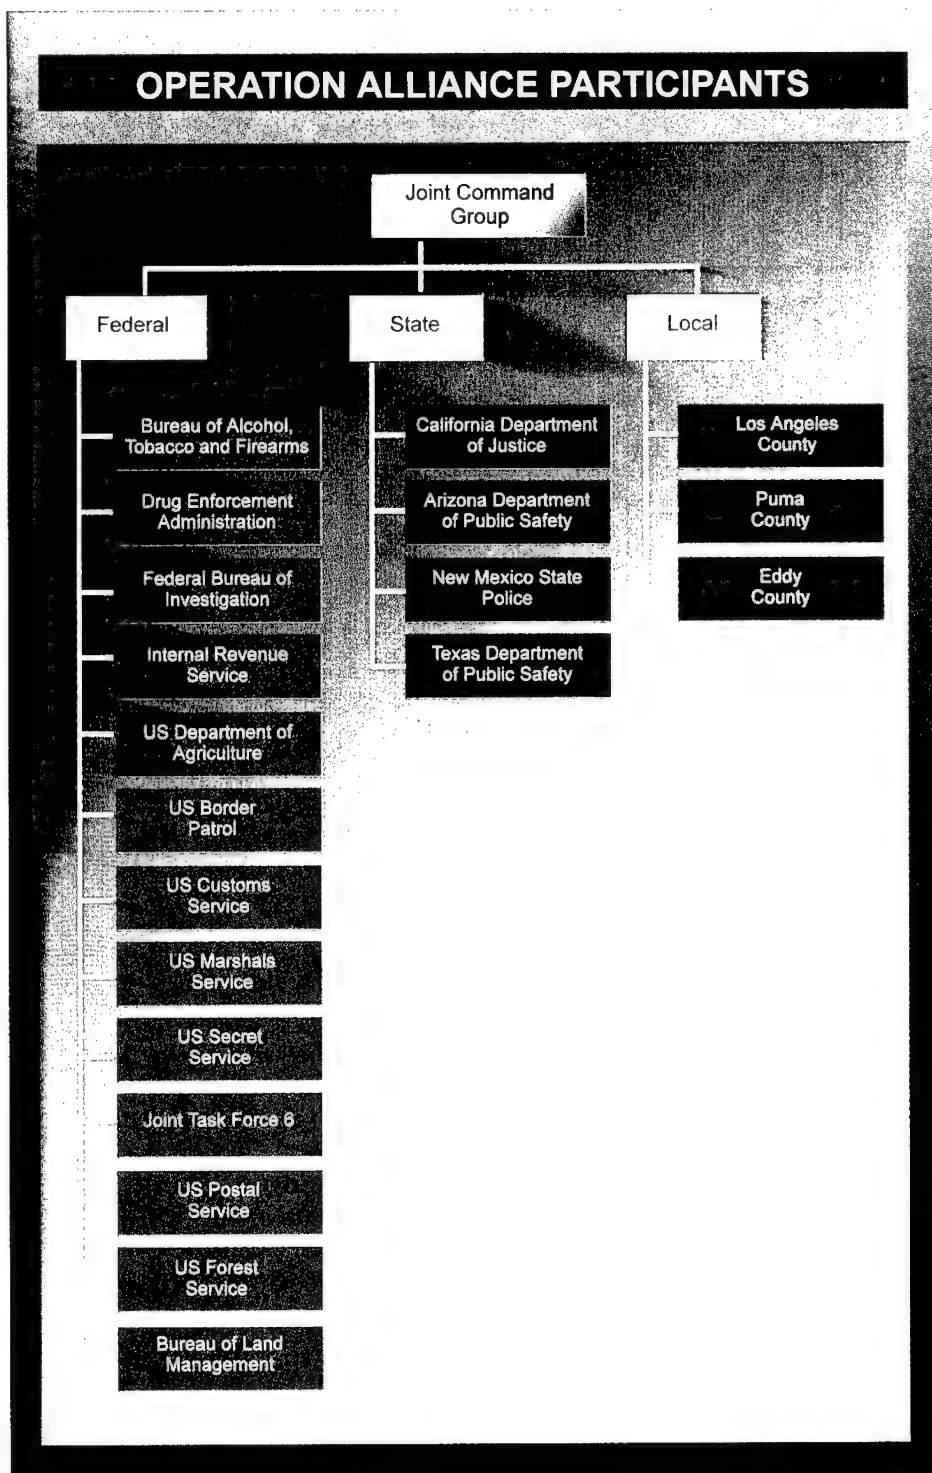 OPERATION ALLIANCE PARTICIPANTS
Joint Command
Group
Federal
State
Local
Bureau of Alcohol,
Tobacco and Firearms
Drug Enforcement
Administration
Federal Bureau of
Investigation
Internal Revenue
Service
US Department of
Agriculture
US Border
Patrol
US Customs
Service
US Marshals
Service
US Secret
Service
Joint Task Force 6
US Postal
Service
US Forest
Service
Bureau of Land
Management
California Department
of Justice
Arizona Department
of Public Safety
New Mexico State
Police
Texas Department
of Public Safety
Los Angeles
County
Puma
County
Eddy
County